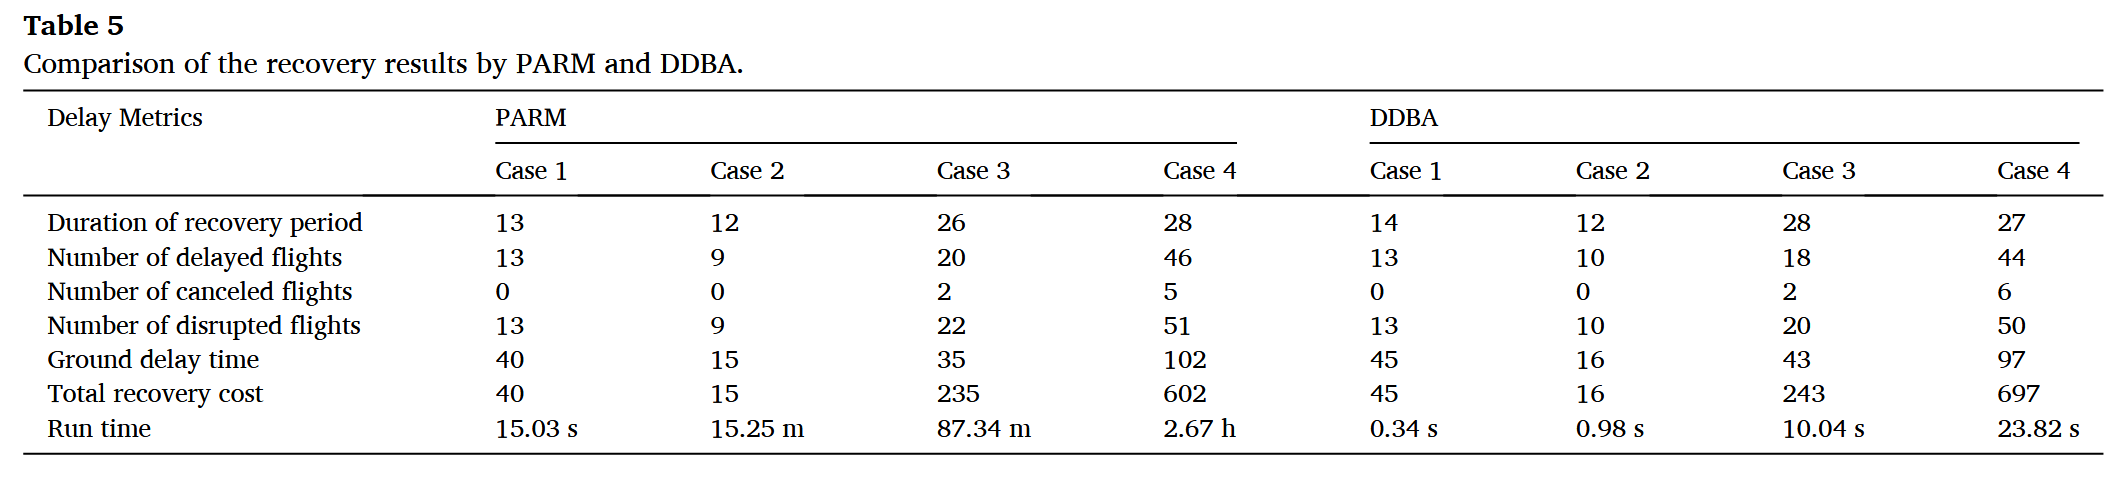 Table 5
Comparison of the recovery results by PARM and DDBA.
Delay Metrics PARM DDBA
Case 1 Case 2 Case 3 Case 4 Case 1 Case 2 Case 3 Case 4
Duration of recovery period 13 12 26 28 14 12 28 27
Number of delayed flights 13 9 20 46 13 10 18 44
Number of canceled flights 0 0 2 5 0 0 2 6
Number of disrupted flights 13 9 22 51 13 10 20 50
Ground delay time 40 15 35 102 45 16 43 97
Total recovery cost 40 15 235 602 45 16 243 697
Run time 15.03 s 15.25 m 87.34 m 2.67 h 0.34 s 0.98 s 10.04 s 23.82 s